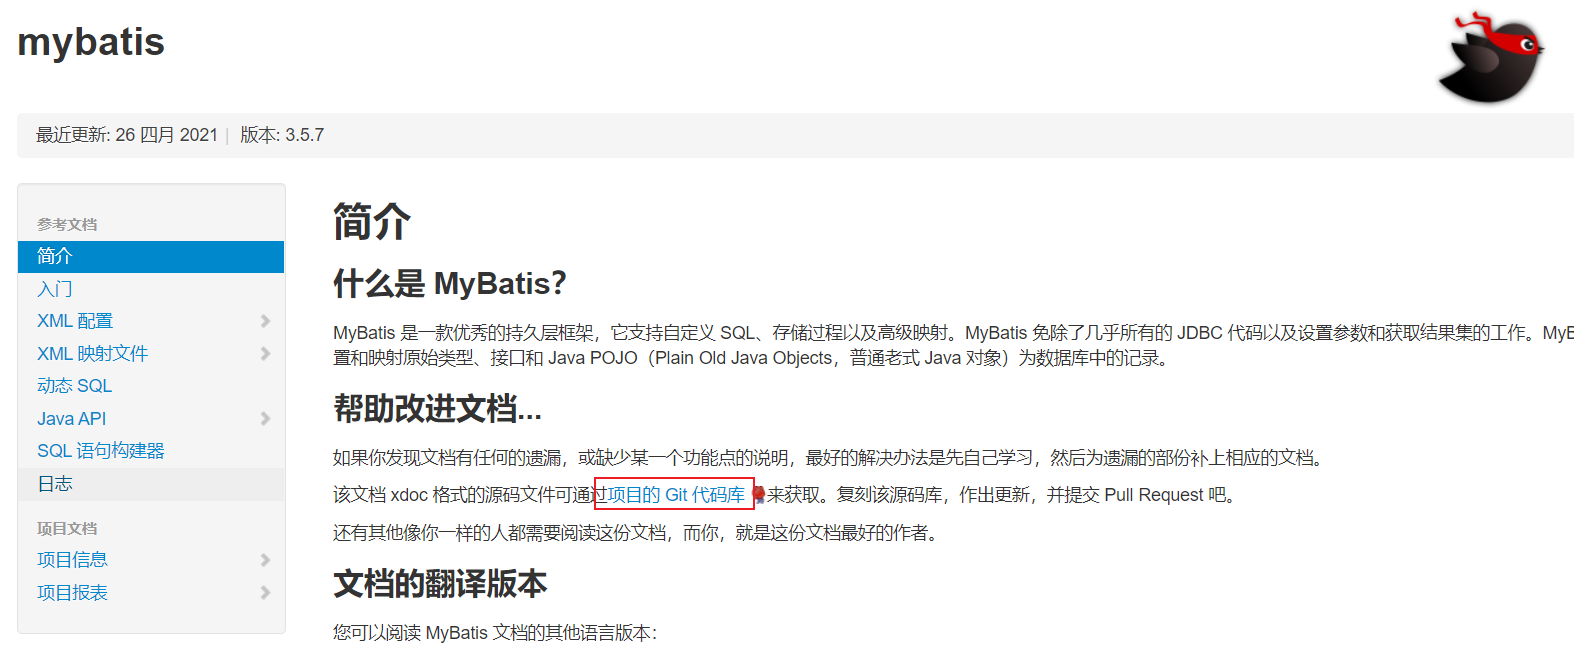 mybatis
最近更新: 26 四月 2021 | 版本: 3.5.7
参考文档
简介
入门
XML 配置
XML 映射文件
动态 SQL
Java API
SQL 语句构建器
日志
项目文档
项目信息
项目报表
简介
什么是 MyBatis？
MyBatis 是一款优秀的持久层框架，它支持自定义 SQL、存储过程以及高级映射。MyBatis 免除了几乎所有的 JDBC 代码以及设置参数和获取结果集的工作。MyB
置和映射原始类型、接口和 Java POJO（Plain Old Java Objects，普通老式 Java 对象）为数据库中的记录。
帮助改进文档...
如果你发现文档有任何的遗漏，或缺少某一个功能点的说明，最好的解决办法是先自己学习，然后为遗漏的部份补上相应的文档。
该文档 xdoc 格式的源码文件可通过项目的 Git 代码库来获取。复刻该源码库，作出更新，并提交 Pull Request 吧。
还有其他像你一样的人都需要阅读这份文档，而你，就是这份文档最好的作者。
文档的翻译版本
您可以阅读 MyBatis 文档的其他语言版本：